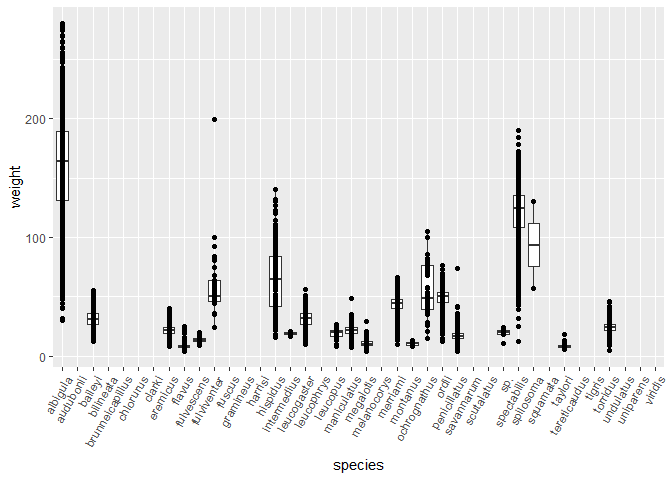 200
100
0
weight
albigula
audubonii
baileyi
bilineata
brunneicapillus
chlorurus
clarki
eremicus
flavus
fulvescens
fulviventer
fuscus
gramineus
harrisi
hispidus
intermedius
leucogaster
leucophrys
leucopus
maniculatus
megalotis
melanocorys
merriami
montanus
ochrognathus
ordii
penicillatus
savannarum
scutalatus
sp.
spectabilis
spilosoma
squamata
taylori
tereticaudus
tigris
torridus
undulatus
uniparens
viridis
species